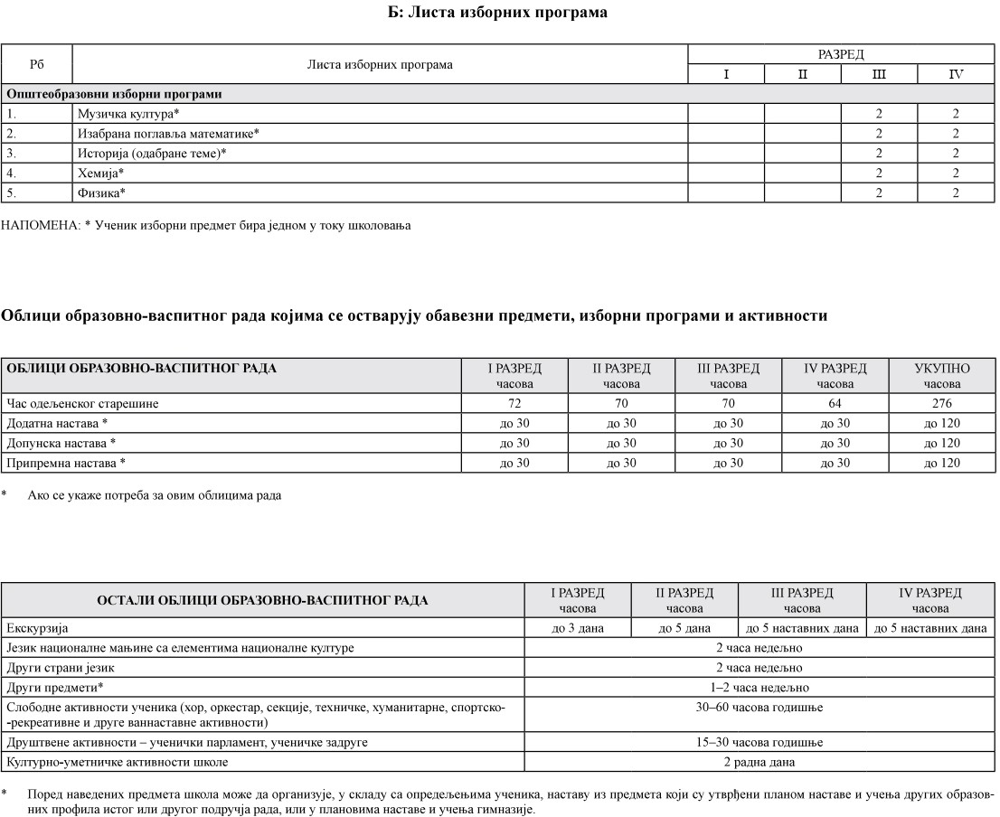 Б: Листа изборних програма
Рб Листа изборних програма РАЗРЕД
I II III IV
Општеобразовни изборни програми
1. Музичка култура* 2 2
2. Изабрана поглавља математике* 2 2
3. Историја (одабране теме)* 2 2
4. Хемија* 2 2
5. Физика* 2 2
НАПОМЕНА: * Ученик изборни предмет бира једном у току школовања
Облици образовно-васпитног рада којима се остварују обавезни предмети, изборни програми и активности
ОБЛИЦИ ОБРАЗОВНО-ВАСПИТНОГ РАДА I РАЗРЕД II РАЗРЕД III РАЗРЕД IV РАЗРЕД УКУПНО
часова часова часова часова часова
Час одељенског старешине 72 70 70 64 276
Додатна настава * до 30 до 30 до 30 до 30 до 120
Допунска настава * до 30 до 30 до 30 до 30 до 120
Припремна настава * до 30 до 30 до 30 до 30 до 120
* Ако се укаже потреба за овим облицима рада
ОСТАЛИ ОБЛИЦИ ОБРАЗОВНО-ВАСПИТНОГ РАДА I РАЗРЕД II РАЗРЕД III РАЗРЕД IV РАЗРЕД
часова часова часова часова
Екскурзија до 3 дана до 5 дана до 5 наставних дана до 5 наставних дана
Језик националне мањине са елементима националне културе 2 часа недељно
Други страни језик 2 часа недељно
Други предмети* 1–2 часа недељно
Слободне активности ученика (хор, оркестар, секције, техничке, хуманитарне, спортско- 30–60 часова годишње
-рекреативне и друге ваннаставне активности)
Друштвене активности – ученички парламент, ученичке задруге 15–30 часова годишње
Културно-уметничке активности школе 2 радна дана
* Поред наведених предмета школа може да организује, у складу са опредељењима ученика, наставу из предмета који су утврђени планом наставе и учења других образов-
них профила истог или другог подручја рада, или у плановима наставе и учења гимназије.